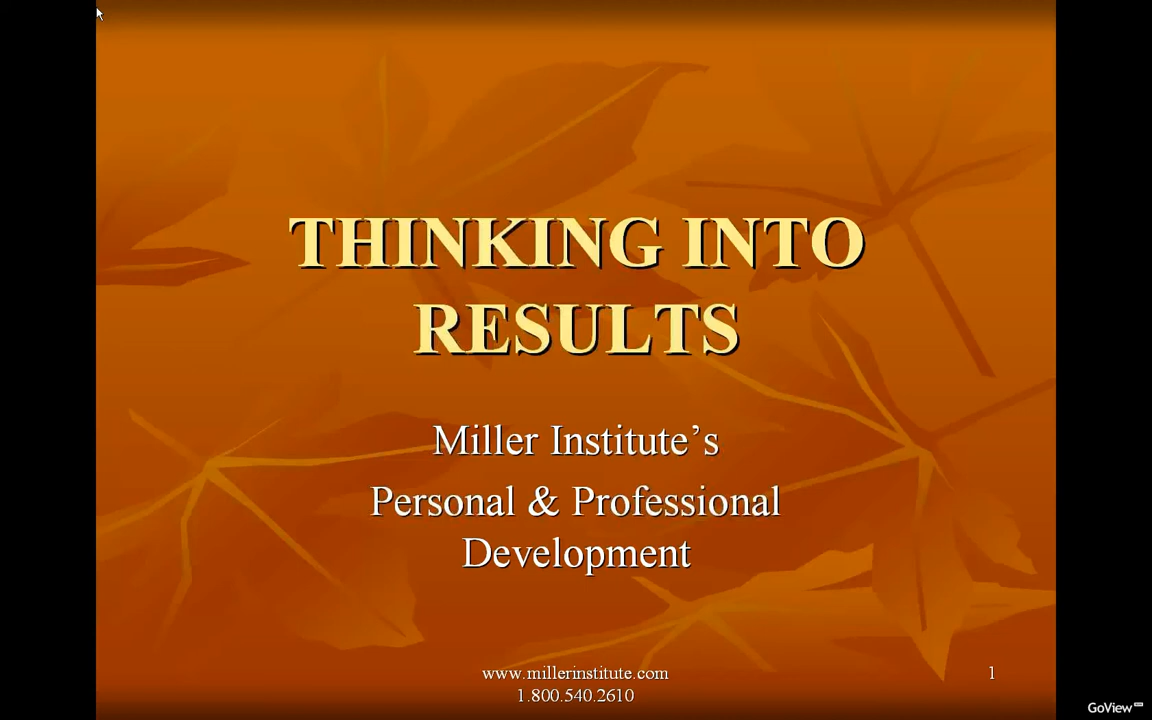 THINKING INTO
RESULTS
Miller Institute’s
Personal & Professional
Development
www.millerinstitute.com
1.800.540.2610
1
GoView